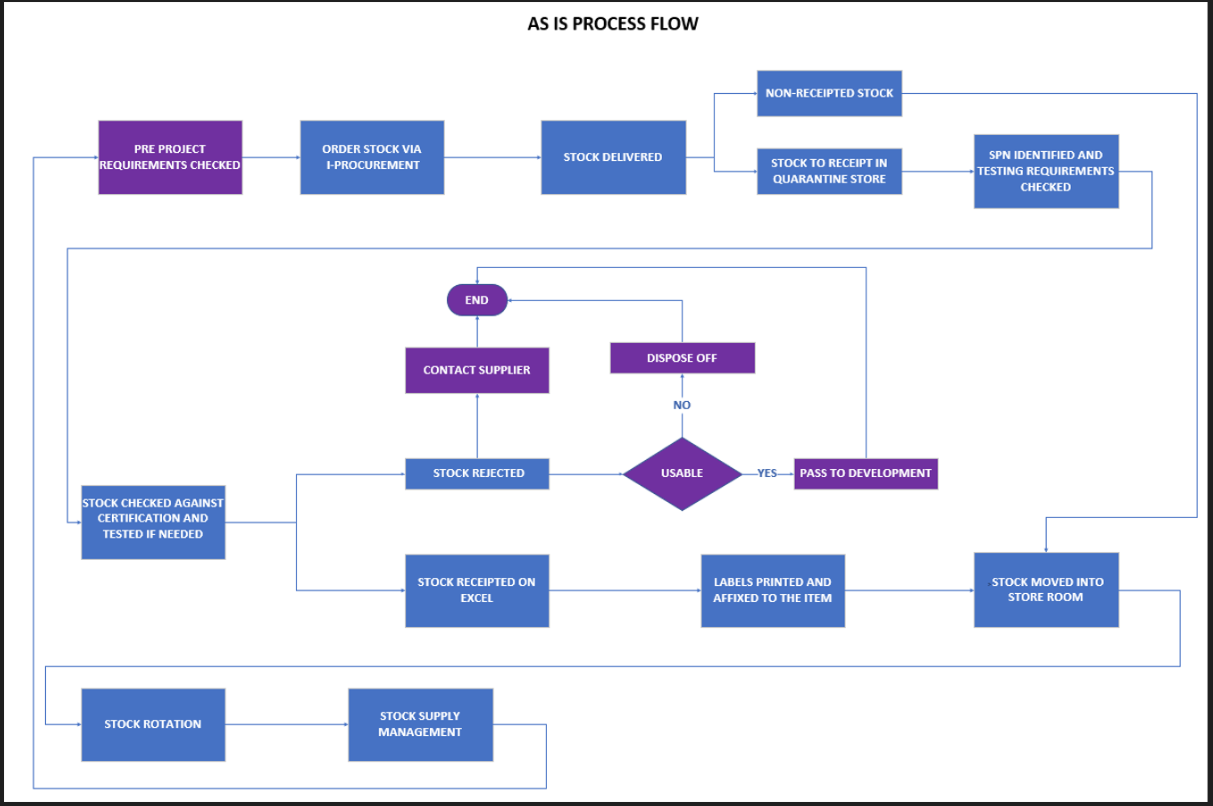 AS IS PROCESS FLOW
NON-RECEIPTED STOCK
PRE PROJECT
REQUIREMENTS CHECKED
ORDER STOCK VIA
I-PROCUREMENT
STOCK DELIVERED
STOCK TO RECEIPT IN
QUARANTINE STORE
SPN IDENTIFIED AND
TESTING REQUIREMENTS
CHECKED
END
CONTACT SUPPLIER
DISPOSE OFF
NO
STOCK REJECTED
USABLE
YES
PASS TO DEVELOPMENT
STOCK CHECKED AGAINST
CERTIFICATION AND
TESTED IF NEEDED
STOCK RECEIPTED ON
EXCEL
LABELS PRINTED AND
AFFIXED TO THE ITEM
STOCK MOVED INTO
STORE ROOM
STOCK ROTATION
STOCK SUPPLY
MANAGEMENT